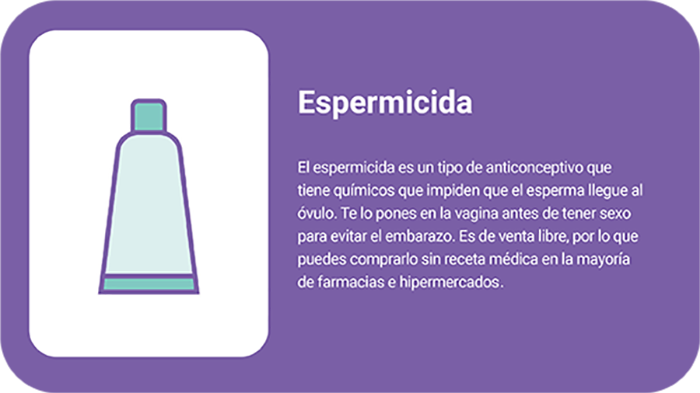 Espermicida
El espermicida es un tipo de anticonceptivo que
tiene químicos que impiden que el esperma llegue al
óvulo. Te lo pones en la vagina antes de tener sexo
para evitar el embarazo. Es de venta libre, por lo que
puedes comprarlo sin receta médica en la mayoría
de farmacias e hipermercados.